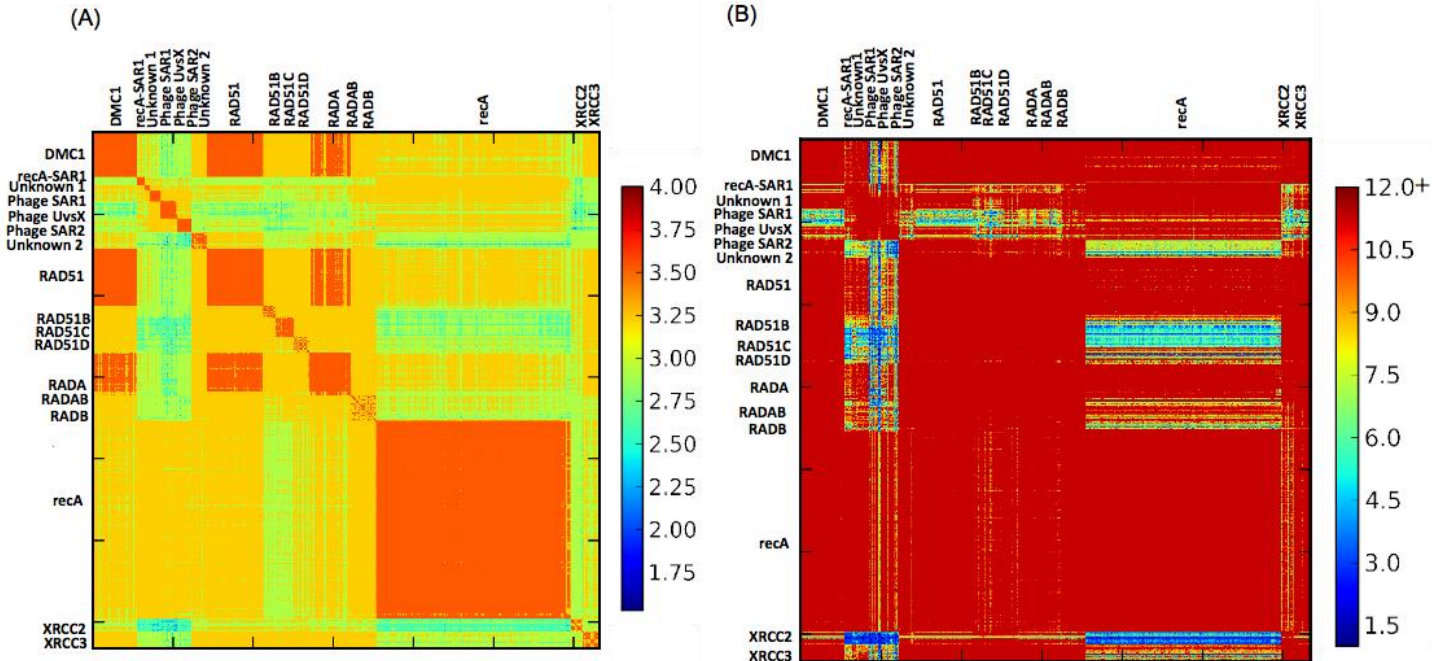 (A)
DMC1
recA-SAR1
Unknown 1
Phage SAR1
Phage UvsX
Phage SAR2
Unknown 2
RAD51
RAD51B
RAD51C
RAD51D
RADA
RADAB
RADB
recA
XRCC2
XRCC3
DMC1
recA-SAR1
Unknown 1
Phage SAR1
Phage UvsX
Phage SAR2
Unknown 2
RAD51
RAD51B
RAD51C
RAD51D
RADA
RADAB
RADB
recA
XRCC2
XRCC3
4.00
3.75
3.50
3.25
3.00
2.75
2.50
2.25
2.00
1.75
(B)
DMC1
recA-SAR1
Unknown1
Phage SAR1
Phage UvsX
Phage SAR2
Unknown 2
RAD51
RAD51B
RAD51C
RAD51D
RADA
RADAB
RADB
recA
XRCC2
XRCC3
DMC1
recA-SAR1
Unknown 1
Phage SAR1
Phage UvsX
Phage SAR2
Unknown 2
RAD51
RAD51B
RAD51C
RAD51D
RADA
RADAB
RADB
recA
XRCC2
XRCC3
12.0+
10.5
9.0
7.5
6.0
4.5
3.0
1.5